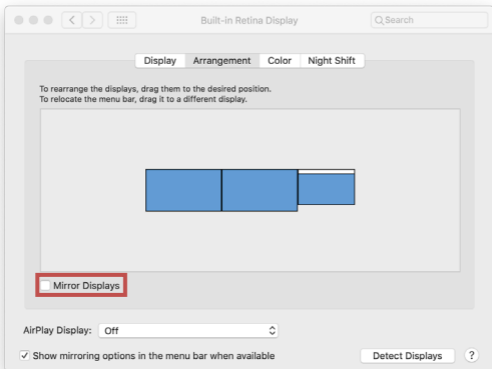 Built-in Retina Display
Search
Display Arrangement Color Night Shift
To rearrange the displays, drag them to the desired position.
To relocate the menu bar, drag it to a different display.
Mirror Displays
AirPlay Display: Off
Show mirroring options in the menu bar when available
Detect Displays ?